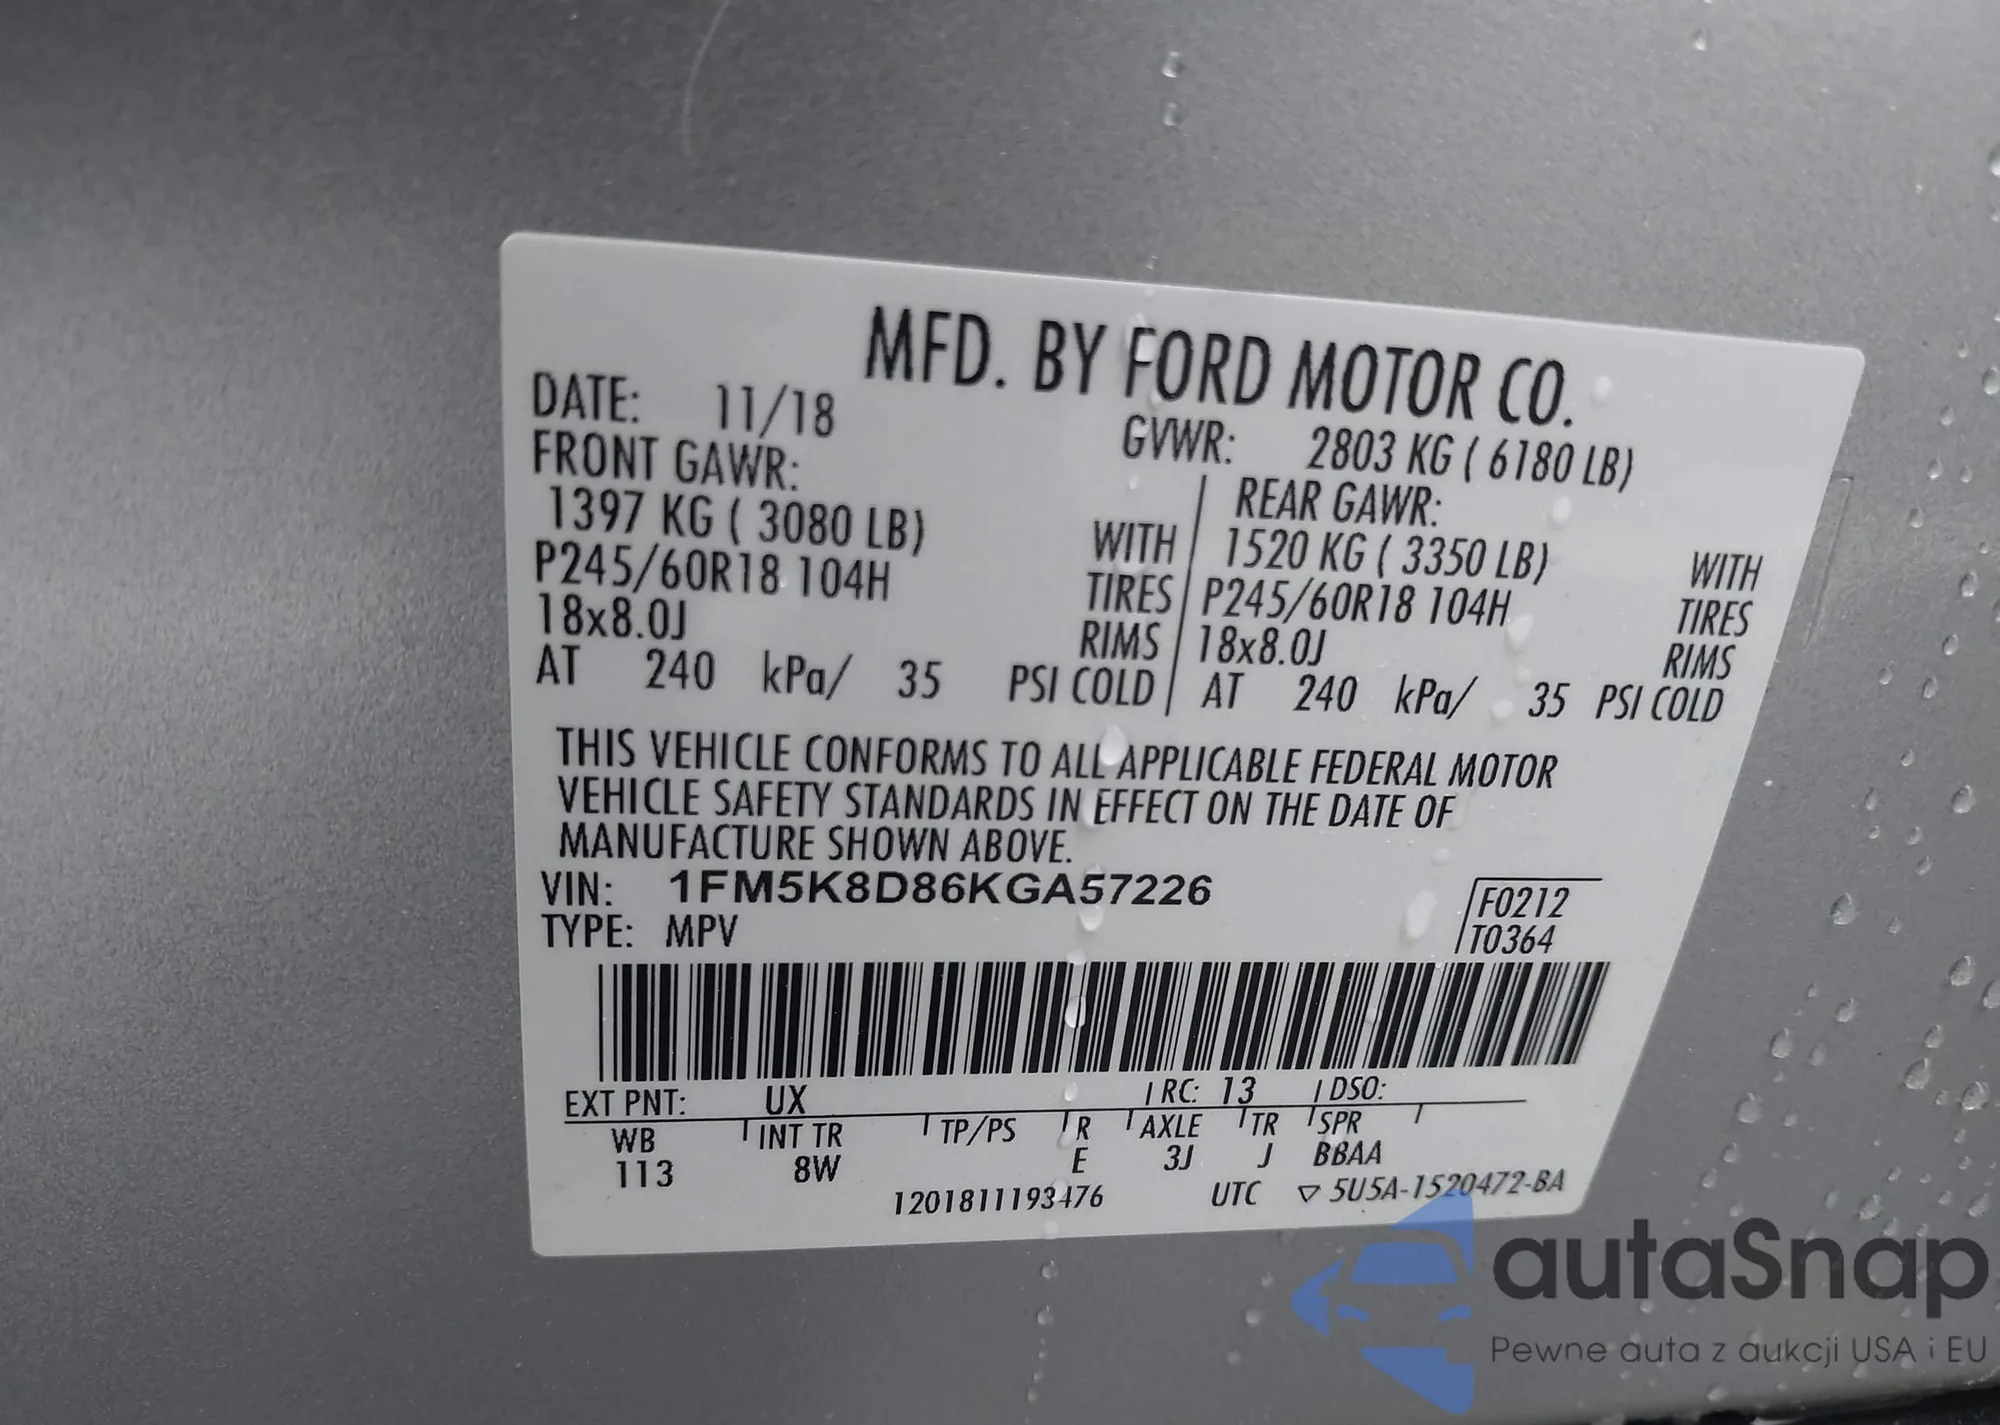 MFD. BY FORD MOTOR CO.
DATE: 11/18 GVWR: 2803 KG ( 6180 LB)
FRONT GAWR: REAR GAWR:
1397 KG ( 3080 LB) WITH 1520 KG ( 3350 LB) WITH
P245/60R18 104H TIRES P245/60R18 104H TIRES
18x8.0J RIMS 18x8.0J RIMS
AT 240 kPa/ 35 PSI COLD AT 240 kPa/ 35 PSI COLD
THIS VEHICLE CONFORMS TO ALL APPLICABLE FEDERAL MOTOR
VEHICLE SAFETY STANDARDS IN EFFECT ON THE DATE OF
MANUFACTURE SHOWN ABOVE.
VIN: 1FM5K8D86KGA57226 F0212
TYPE: MPV T0364
EXT PNT: UX RC: 13 DSO:
WB INT TR TP/PS R AXLE TR SPR
113 8W E 3J J BBAA
1201811193476 UTC ▽ 5U5A-1520472-BA
autaSnap
Pewne auta z aukcji USA i EU